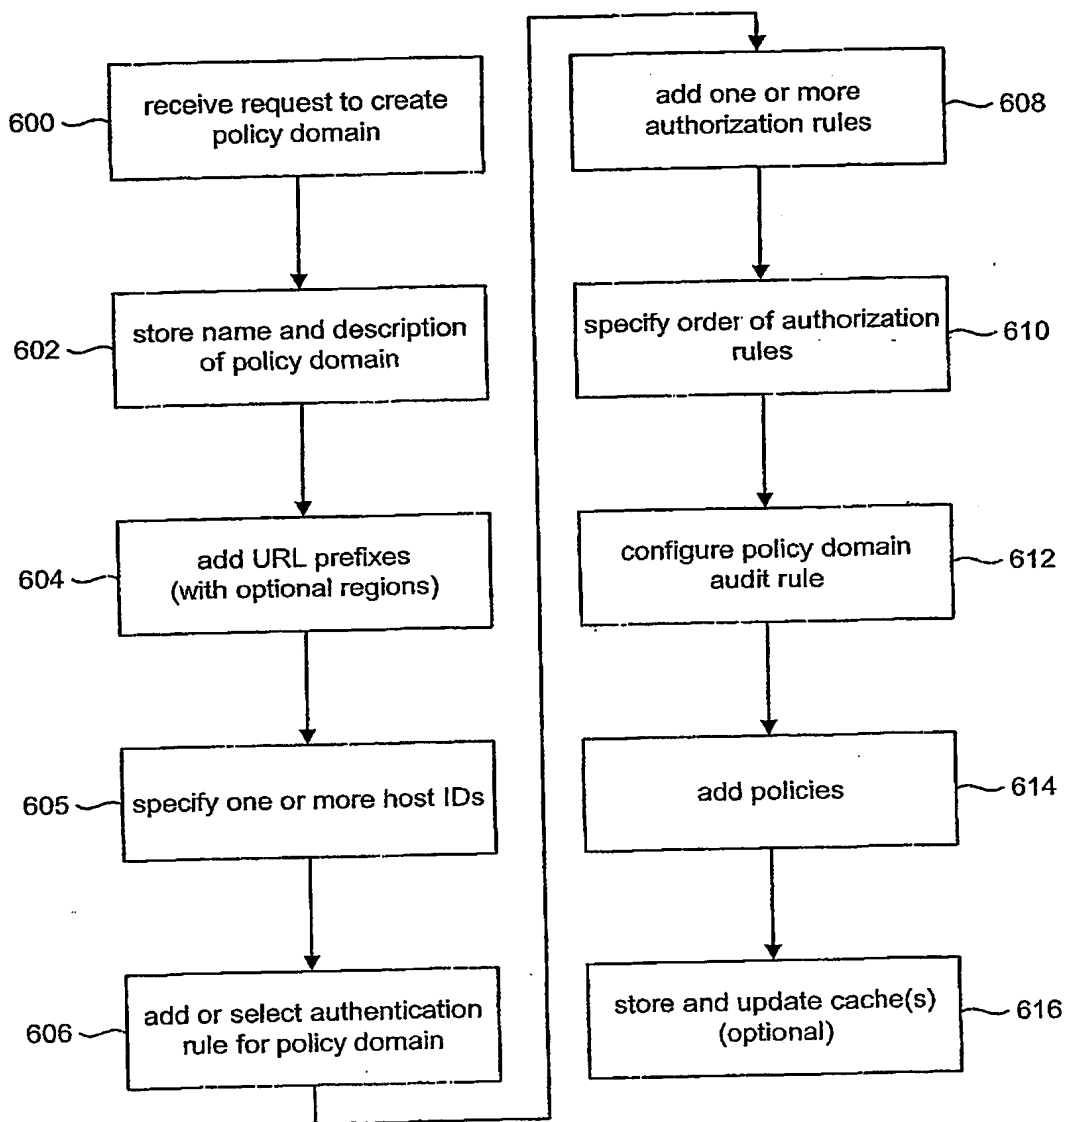 600
receive request to create
policy domain
602
store name and description
of policy domain
604
add URL prefixes
(with optional regions)
605
specify one or more host IDs
606
add or select authentication
rule for policy domain
add one or more
authorization rules
608
specify order of authorization
rules
610
configure policy domain
audit rule
612
add policies
614
store and update cache(s)
(optional)
616